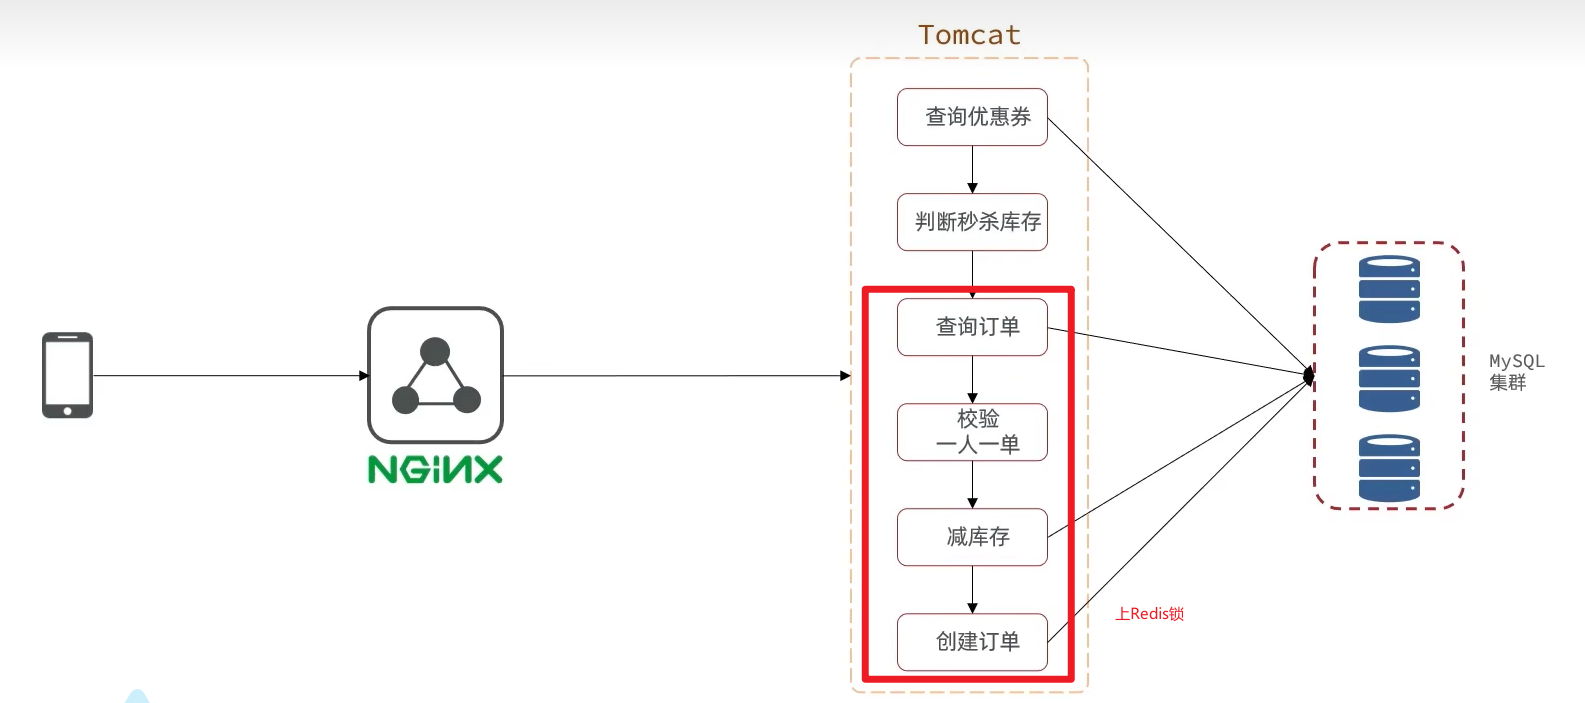 Tomcat
查询优惠券
判断秒杀库存
查询订单
校验
一人一单
减库存
创建订单
NGINX
MySQL
集群
上Redis锁